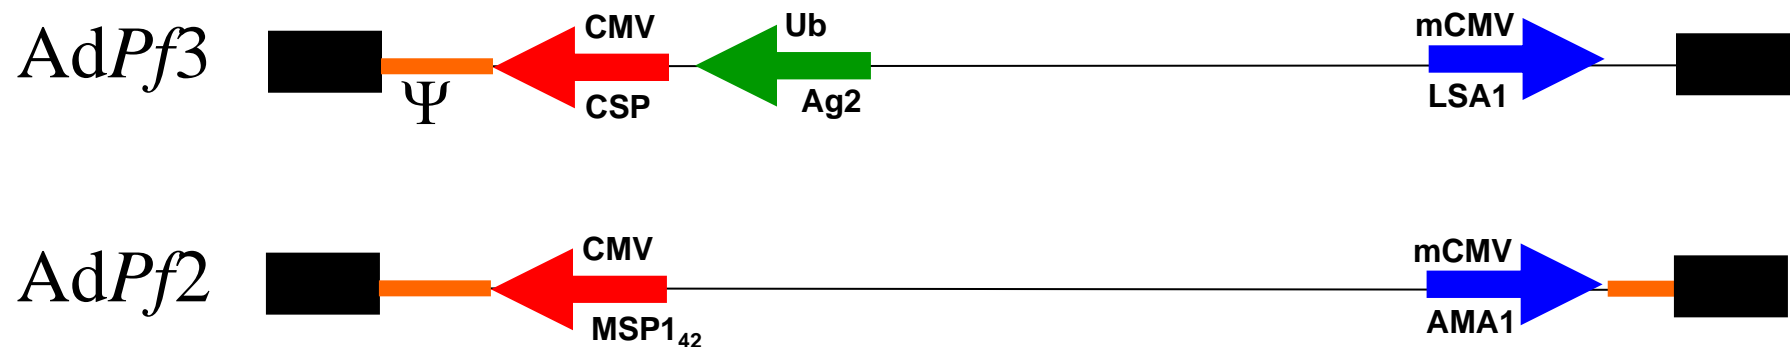 AdPf3
CMV
Ub
mCMV
Ψ
CSP
Ag2
LSA1
AdPf2
CMV
mCMV
MSP1₄₂
AMA1